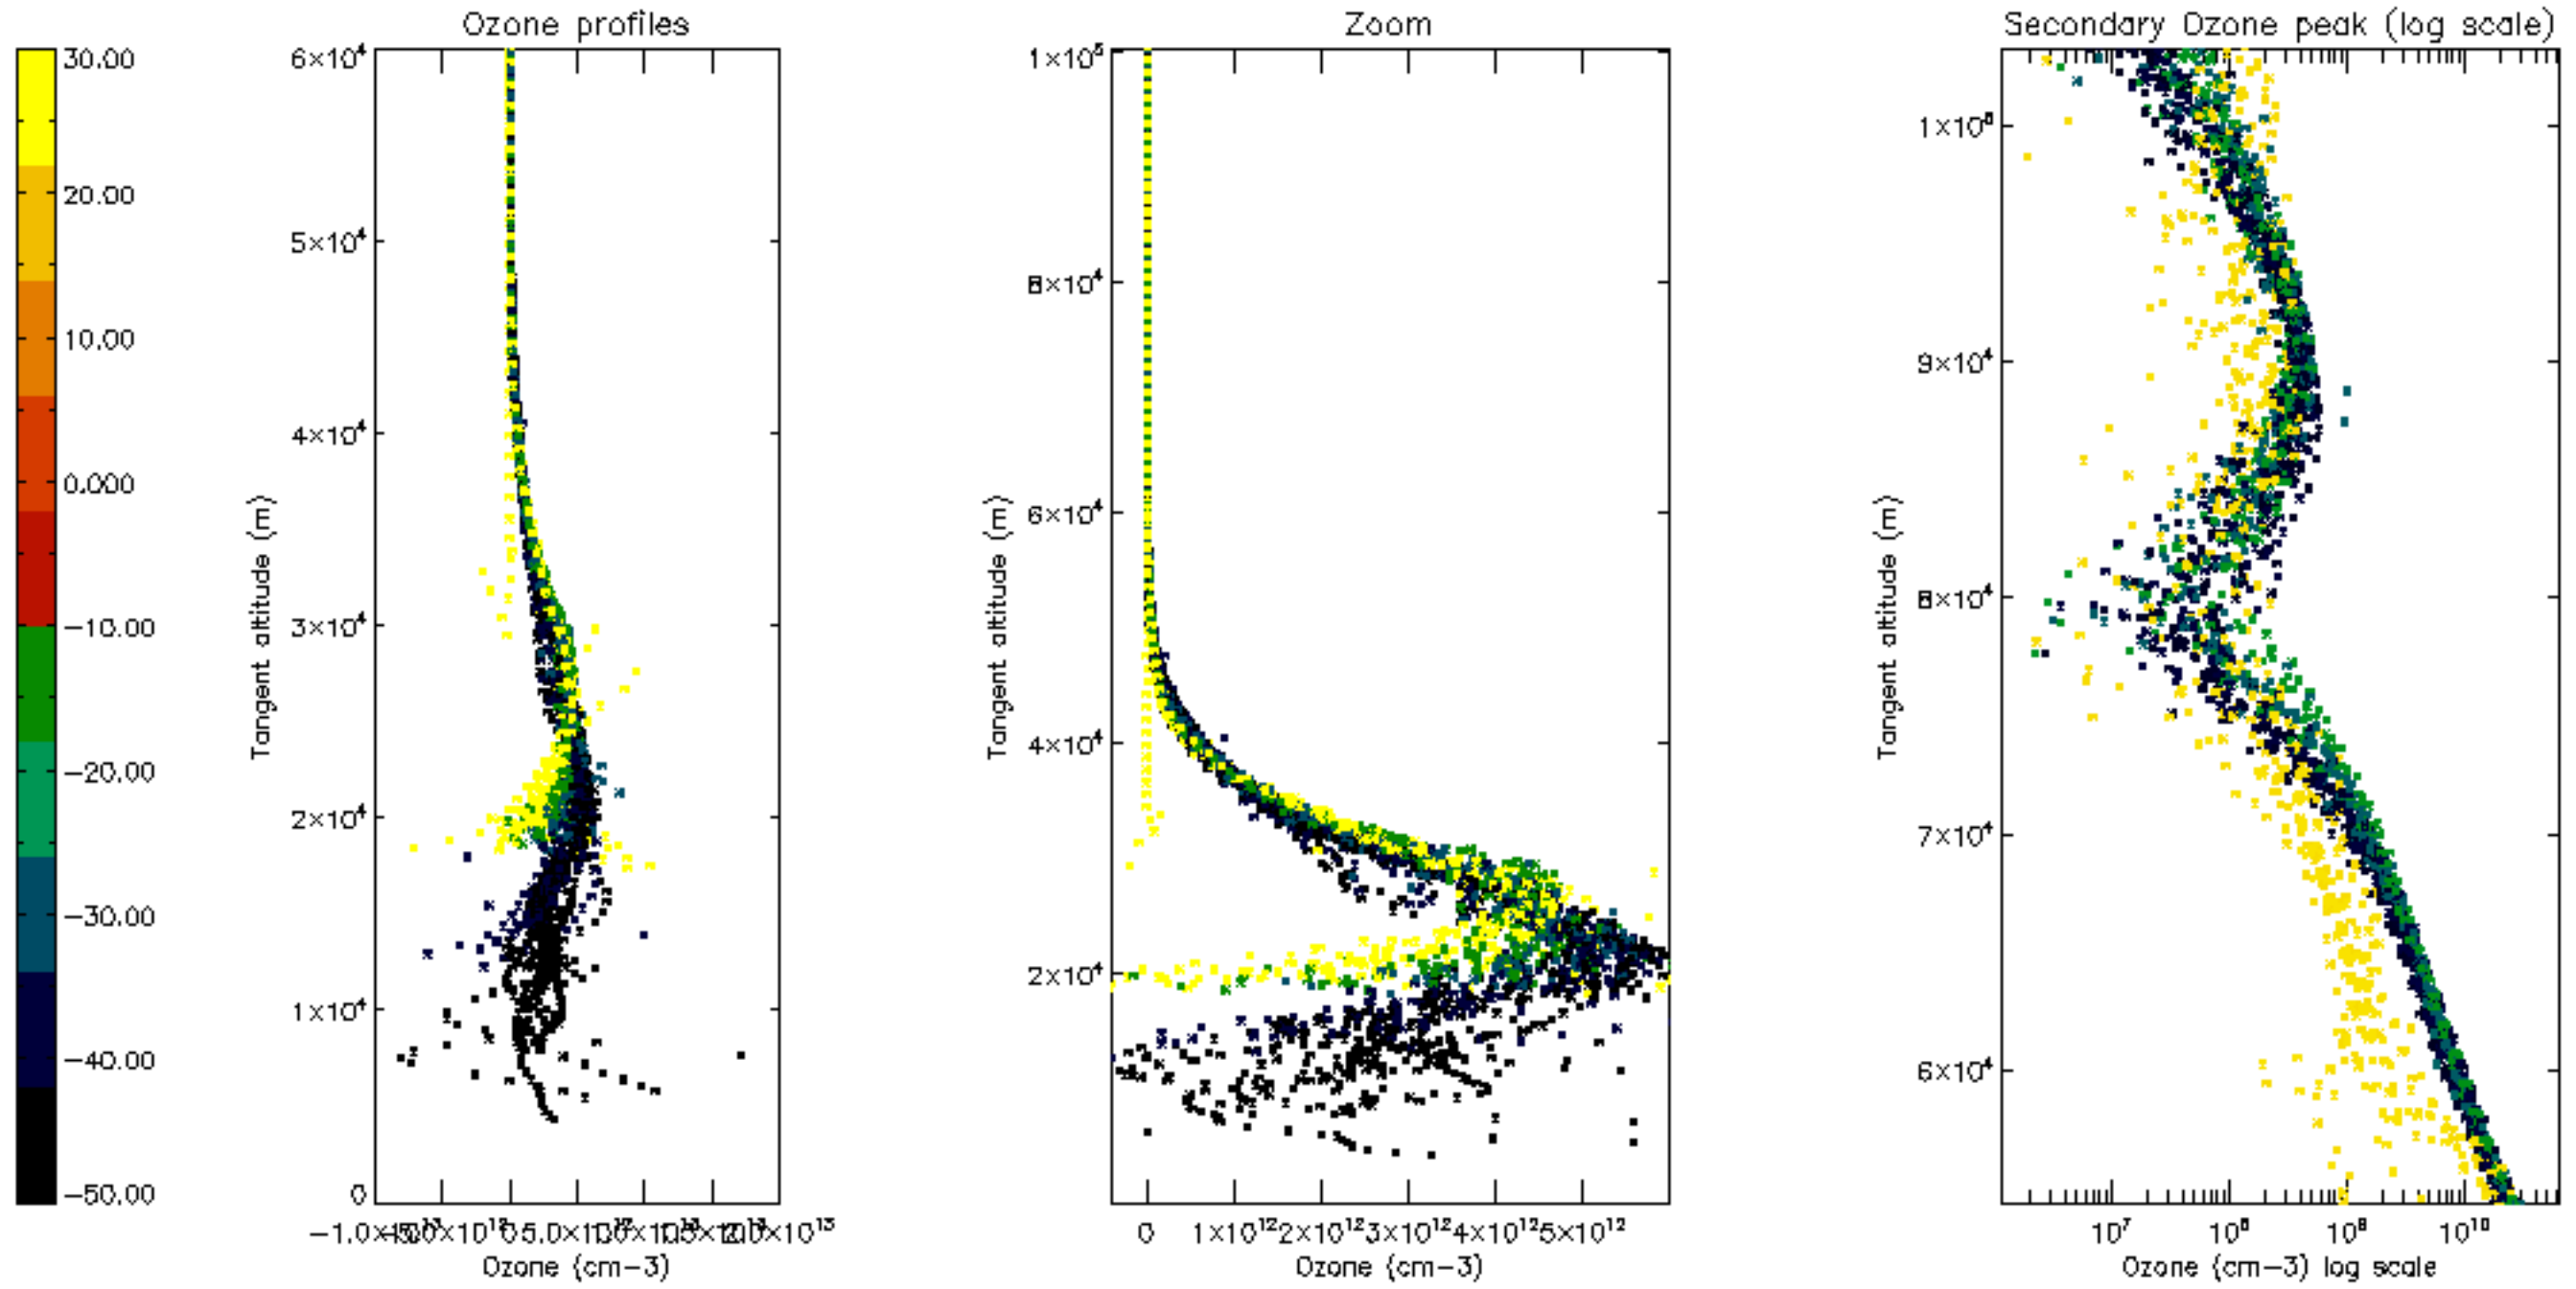 Ozone profiles
Zoom
Secondary Ozone peak (log scale)
30.00
20.00
10.00
0.000
−10.00
−20.00
−30.00
−40.00
−50.00
6×10⁴
5×10⁴
4×10⁴
3×10⁴
2×10⁴
1×10⁴
0
Tangent altitude (m)
Ozone (cm−3)
1×10⁵
8×10⁴
6×10⁴
4×10⁴
2×10⁴
Tangent altitude (m)
0 1×10¹² 2×10¹² 3×10¹² 4×10¹² 5×10¹²
Ozone (cm−3)
1×10⁵
9×10⁴
8×10⁴
7×10⁴
6×10⁴
Tangent altitude (m)
10⁷ 10⁸ 10⁹ 10¹⁰
Ozone (cm−3) log scale